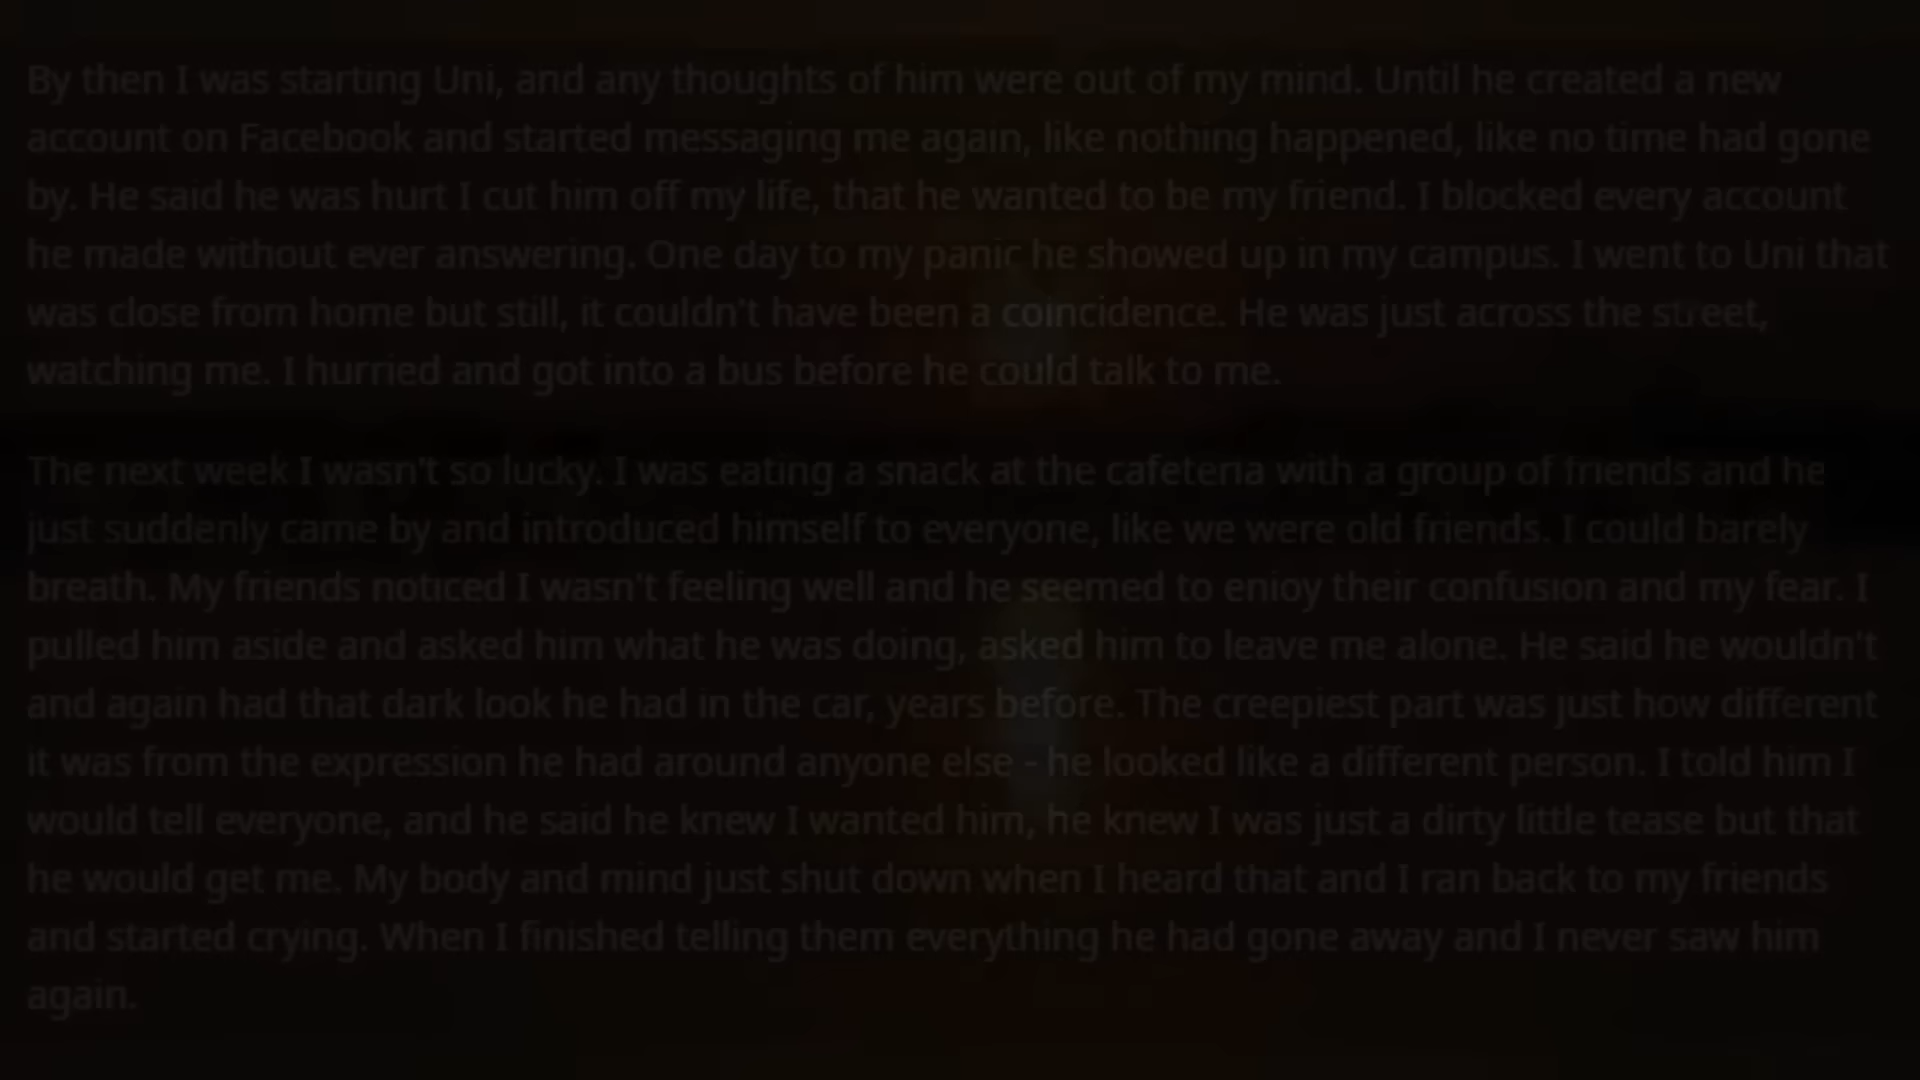 By then I was starting Uni, and any thoughts of him were out of my mind. Until he created a new
account on Facebook and started messaging me again, like nothing happened, like no time had gone
by. He said he was hurt I cut him off my life, that he wanted to be my friend. I blocked every account
he made without ever answering. One day to my panic he showed up in my campus. I went to Uni that
was close from home but still, it couldn't have been a coincidence. He was just across the street,
watching me. I hurried and got into a bus before he could talk to me.
The next week I wasn't so lucky. I was eating a snack at the cafeteria with a group of friends and he
just suddenly came by and introduced himself to everyone, like we were old friends. I could barely
breath. My friends noticed I wasn't feeling well and he seemed to enjoy their confusion and my fear. I
pulled him aside and asked him what he was doing, asked him to leave me alone. He said he wouldn't
and again had that dark look he had in the car, years before. The creepiest part was just how different
it was from the expression he had around anyone else - he looked like a different person. I told him I
would tell everyone, and he said he knew I wanted him, he knew I was just a dirty little tease but that
he would get me. My body and mind just shut down when I heard that and I ran back to my friends
and started crying. When I finished telling them everything he had gone away and I never saw him
again.